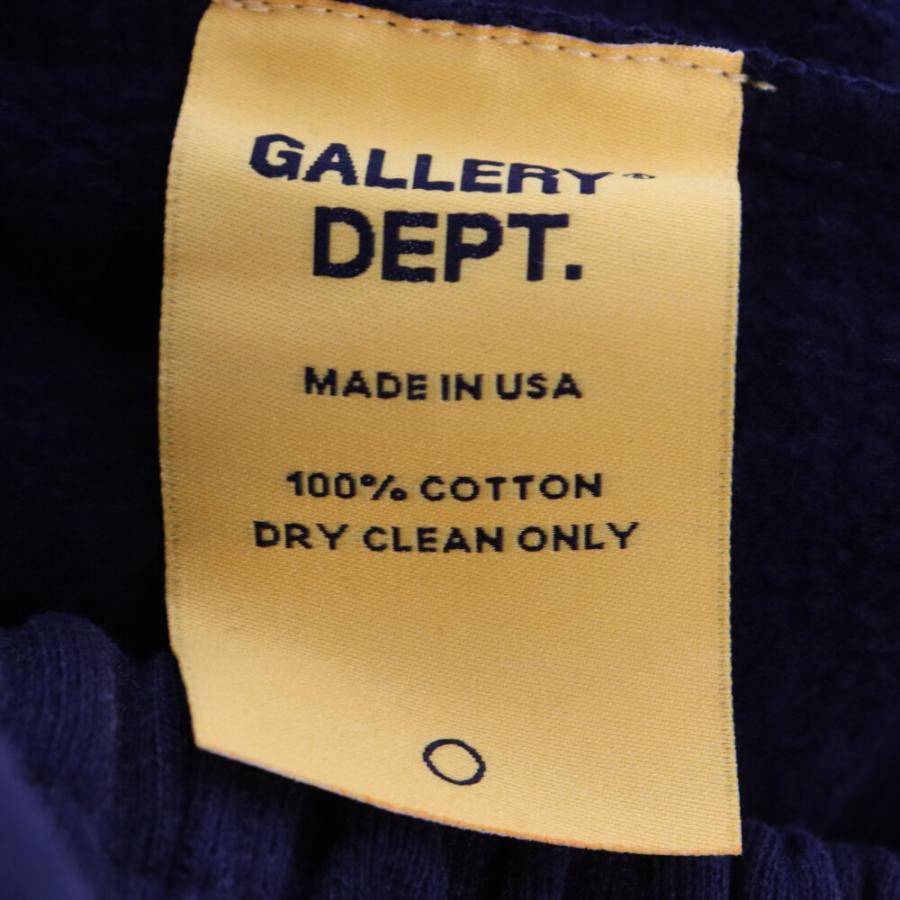 GALLERY
DEPT.
MADE IN USA
100% COTTON
DRY CLEAN ONLY